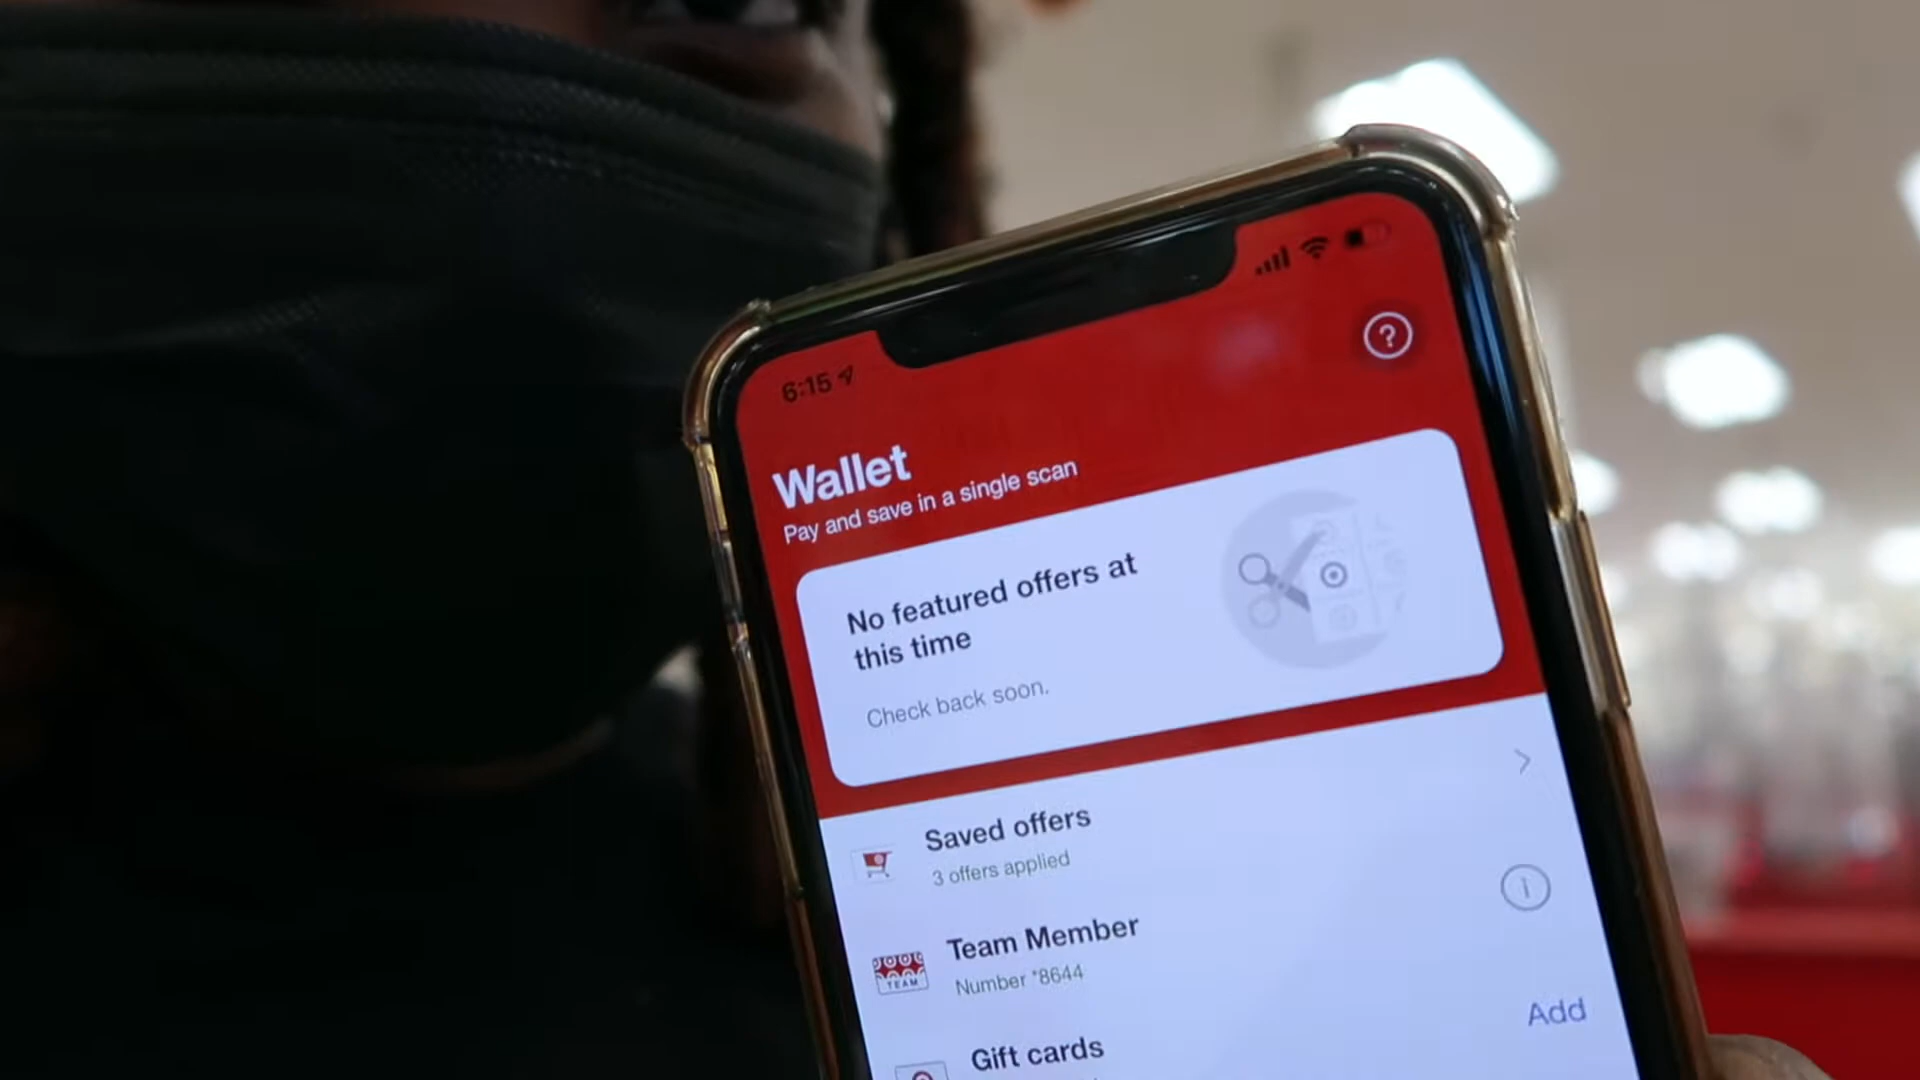 6:15
Wallet
Pay and save in a single scan
No featured offers at
this time
Check back soon.
Saved offers
3 offers applied
Team Member
TEAM
Number *8644
Add
Gift cards